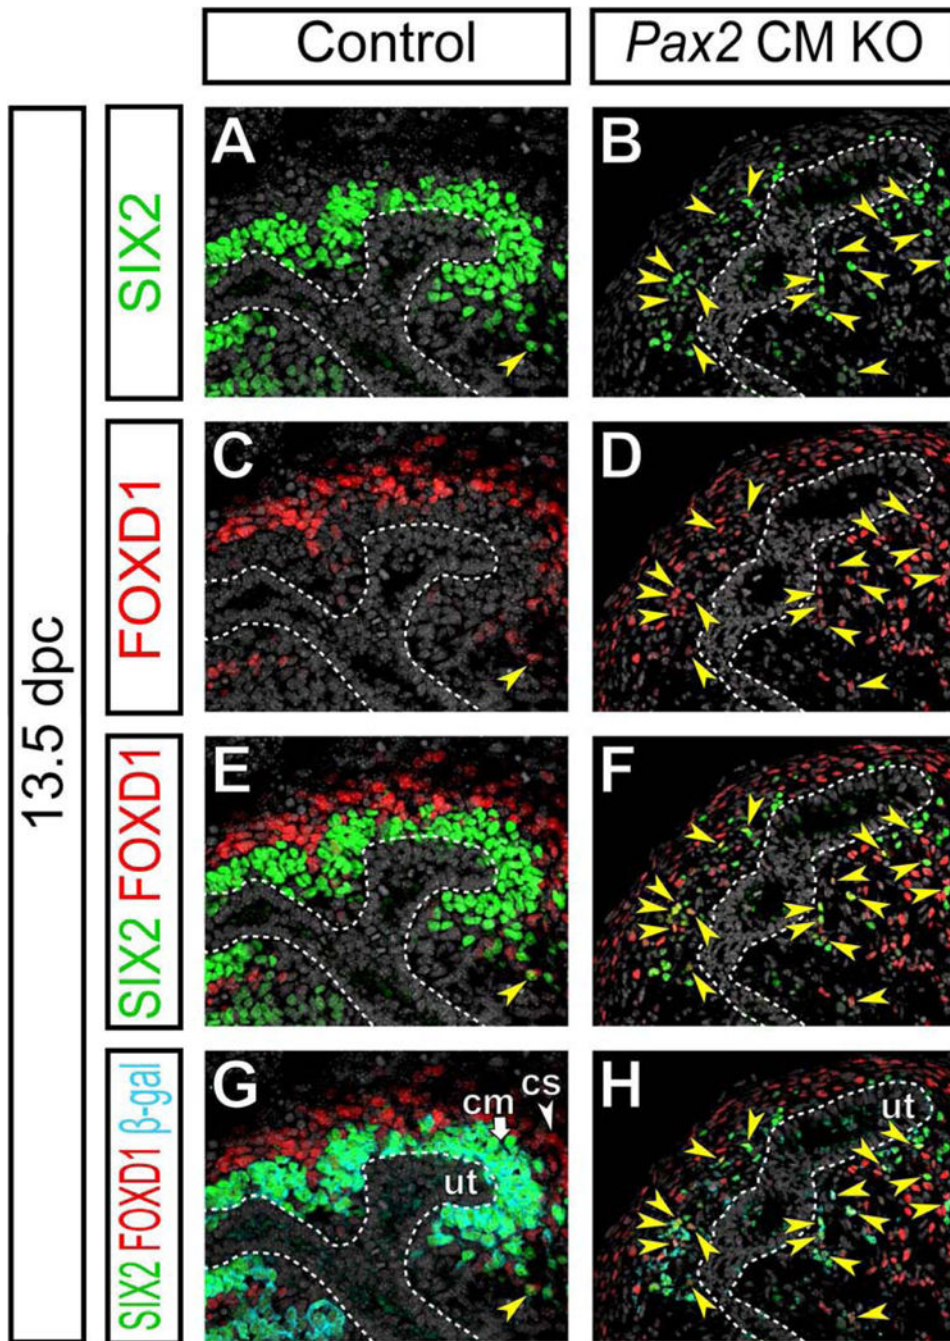 Control
Pax2 CM KO
13.5 dpc
SIX2
A
B
FOXD1
C
D
SIX2 FOXD1
E
F
SIX2 FOXD1 β-gal
G
cm
cs
ut
H
ut